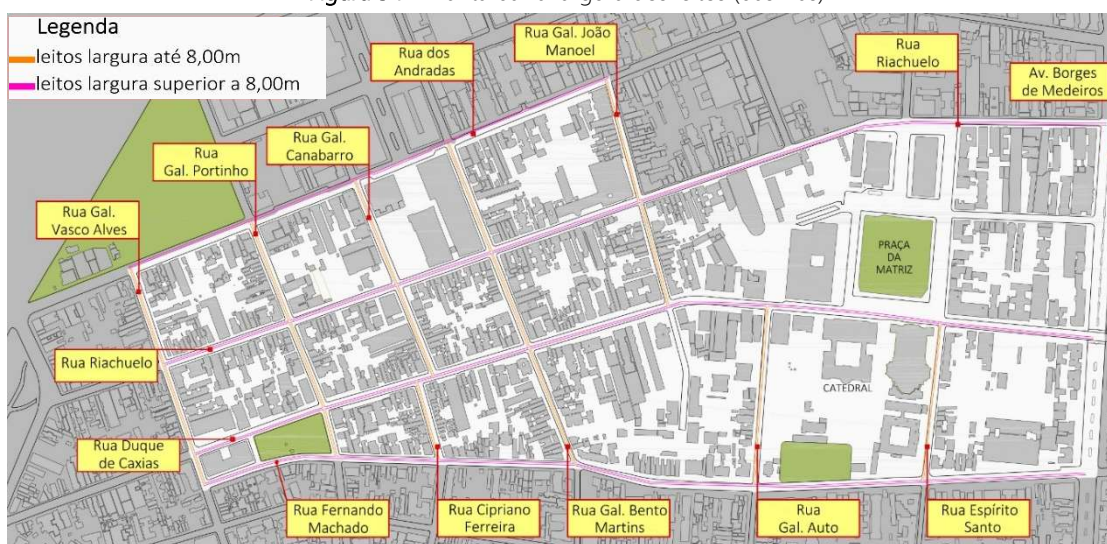 Legenda
leitos largura até 8,00m
leitos largura superior a 8,00m
Rua dos
Andradas
Rua Gal. João
Manoel
Rua
Riachuelo
Av. Borges
de Medeiros
Rua
Gal. Portinho
Rua Gal.
Canabarro
Rua Gal.
Vasco Alves
PRAÇA
DA
MATRIZ
Rua Riachuelo
CATEDRAL
Rua Duque
de Caxias
Rua Fernando
Machado
Rua Cipriano
Ferreira
Rua Gal. Bento
Martins
Rua
Gal. Auto
Rua Espírito
Santo